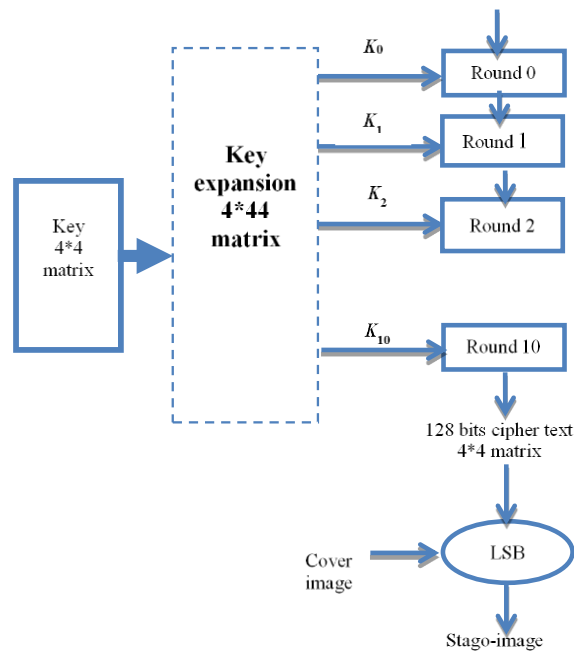 K0
Round 0
K1
Round 1
Key
expansion
4*44
matrix
K2
Round 2
Key
4*4
matrix
K10
Round 10
128 bits cipher text
4*4 matrix
LSB
Cover
image
Stago-image